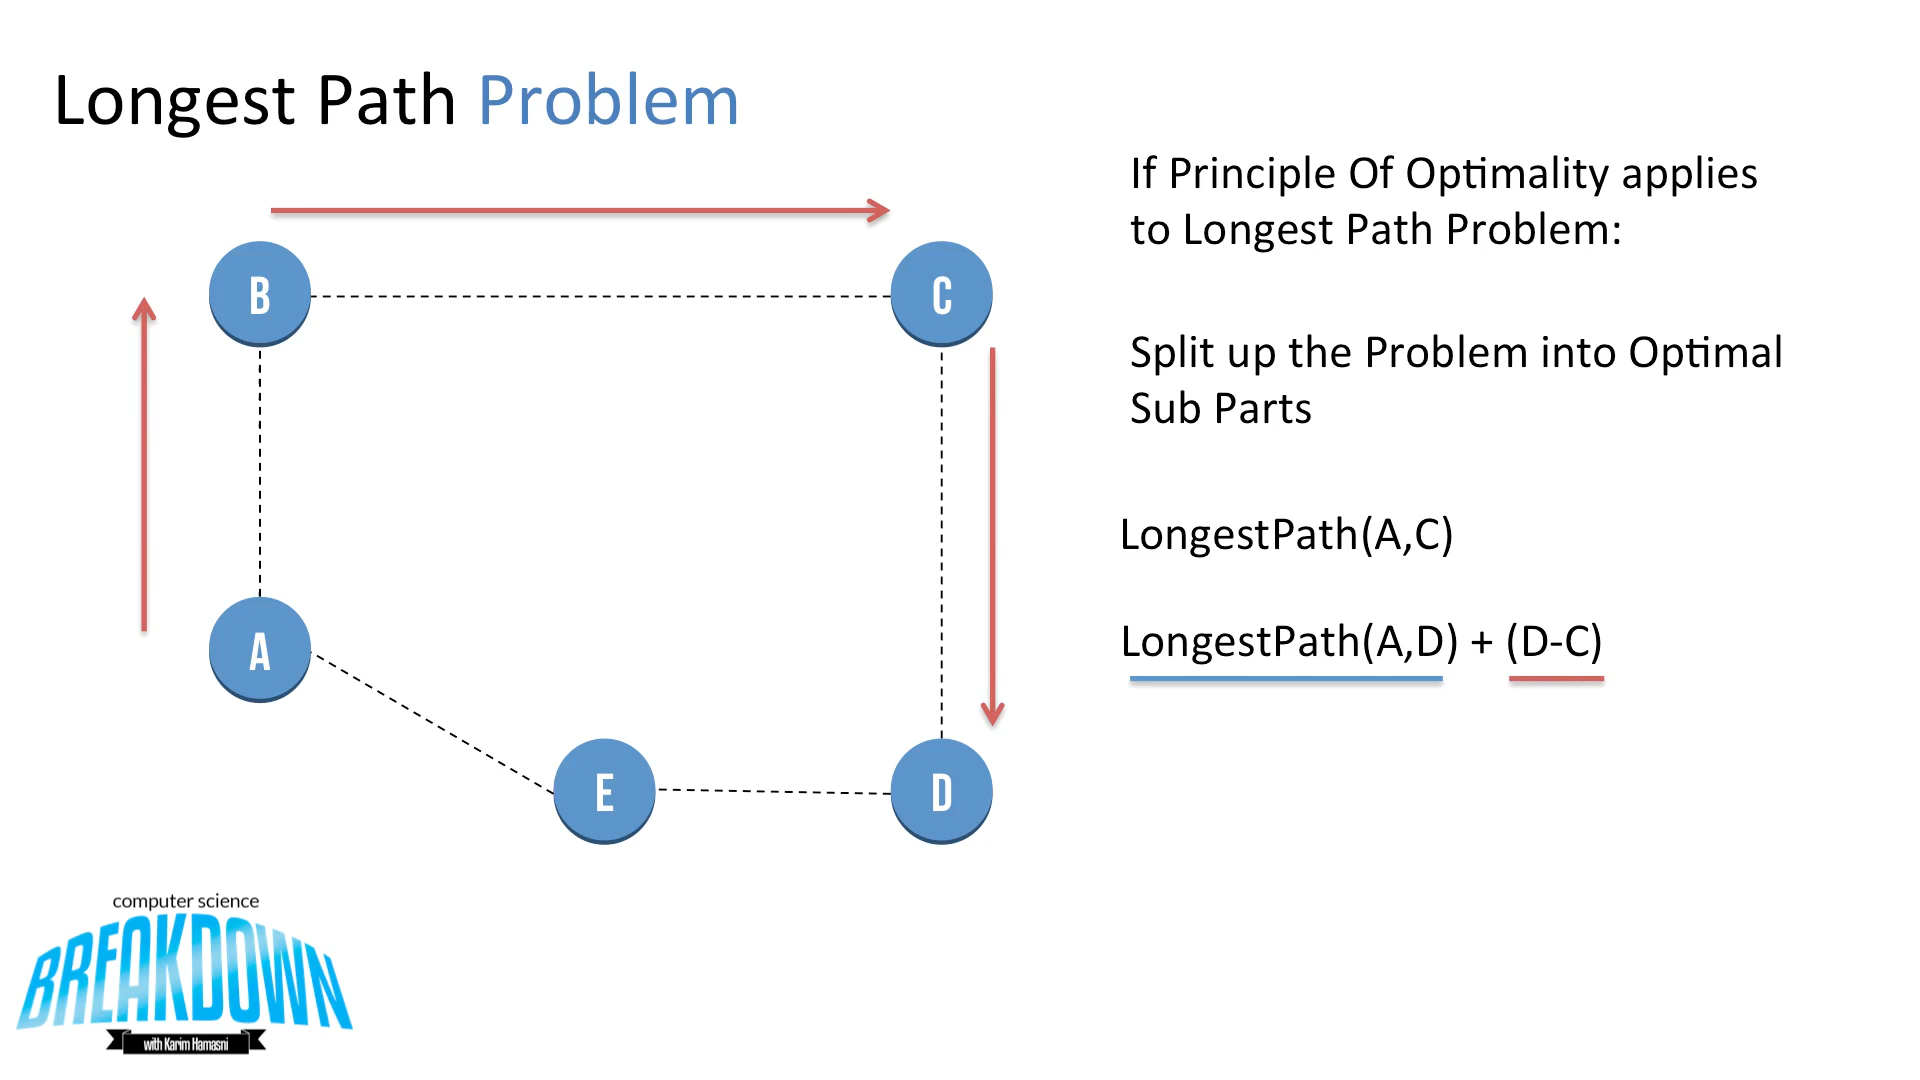 Longest Path Problem
If Principle Of Optimality applies
to Longest Path Problem:
Split up the Problem into Optimal
Sub Parts
LongestPath(A,C)
LongestPath(A,D) + (D-C)
B
C
A
E
D
computer science
BREAKDOWN
with Karim Hamasni